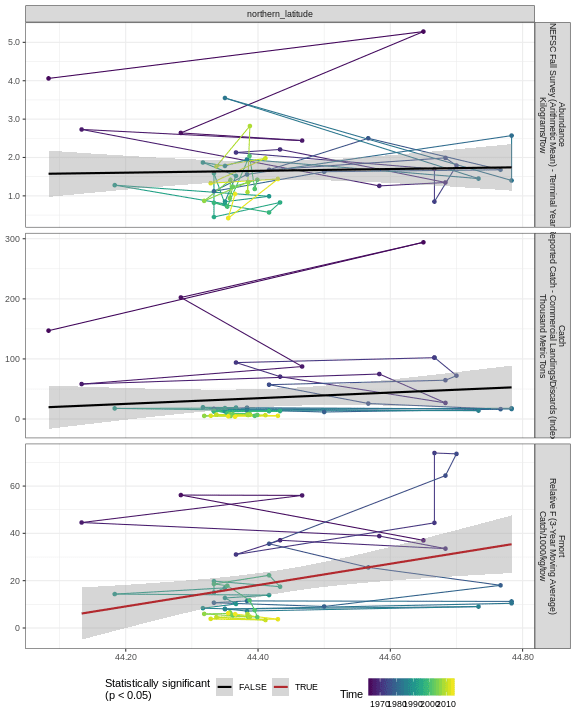 northern_latitude
5.0
4.0
3.0
2.0
1.0
Abundance
NEFSC Fall Survey (Arithmetic Mean) - Terminal Year
Kilograms/tow
300
200
100
0
Catch
Reported Catch - Commercial Landings/Discards (Index
Thousand Metric Tons
60
40
20
0
Fmort
Relative F (3-Year Moving Average)
Catch/1000/kg/tow
44.20
44.40
44.60
44.80
Statistically significant
(p < 0.05)
FALSE
TRUE
Time
1970 1980 1990 2000 2010